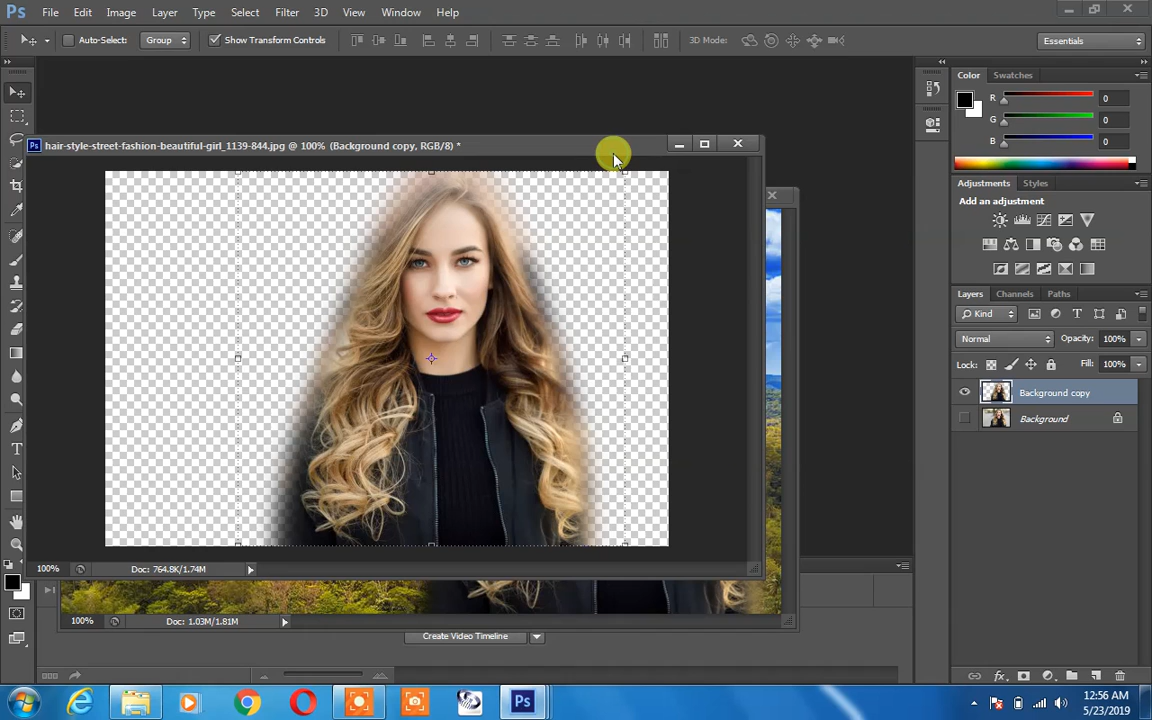 Ps File Edit Image Layer Type Select Filter 3D View Window Help
Auto-Select: Group Show Transform Controls 3D Mode: Essentials
Color Swatches
R 0
G 0
B 0
Ps hair-style-street-fashion-beautiful-girl_1139-844.jpg @ 100% (Background copy, RGB/8) *
Adjustments Styles
Add an adjustment
Layers Channels Paths
Kind
Normal Opacity: 100%
Lock: Fill: 100%
Background copy
Background
T
100% Doc: 764.8K/1.74M
100% Doc: 1.03M/1.81M
Create Video Timeline
Ps
12:56 AM
5/23/2019